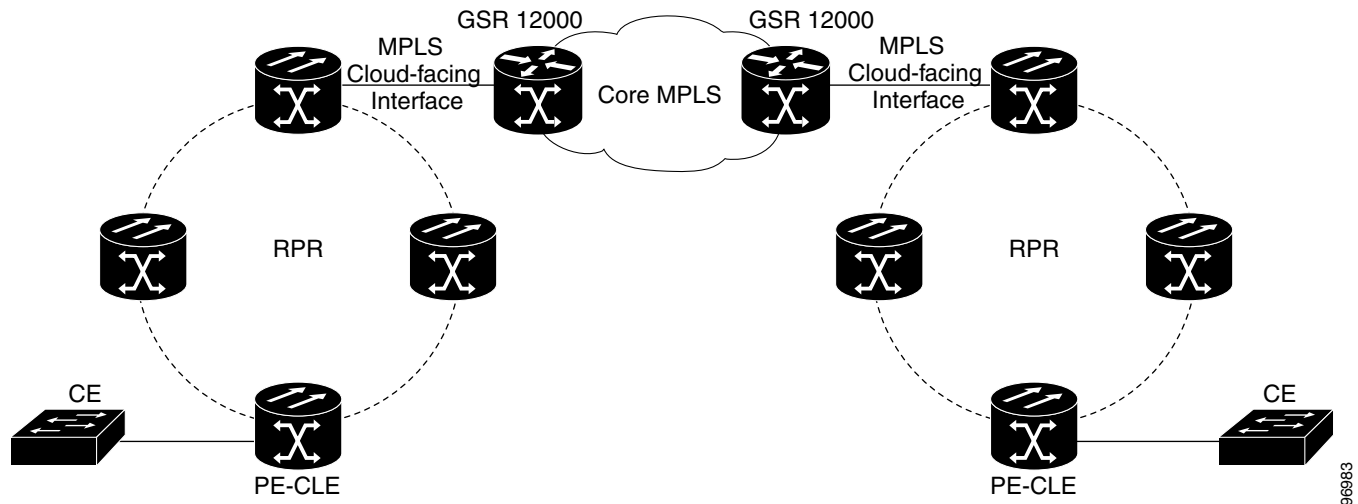 GSR 12000
GSR 12000
MPLS
Cloud-facing
Interface
Core MPLS
MPLS
Cloud-facing
Interface
RPR
RPR
CE
CE
PE-CLE
PE-CLE
96983